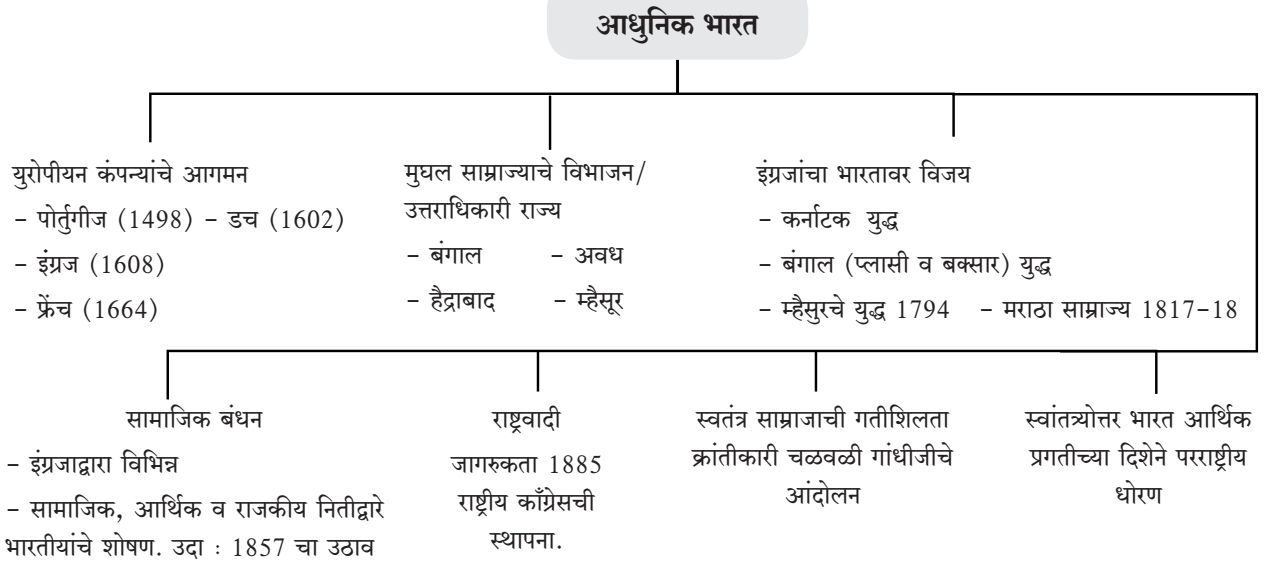 आधुनिक भारत
युरोपीयन कंपन्यांचे आगमन
– पोर्तुगीज (1498) – डच (1602)
– इंग्रज (1608)
– फ्रेंच (1664)
मुघल साम्राज्याचे विभाजन/
उत्तराधिकारी राज्य
– बंगाल – अवध
– हैद्राबाद – म्हैसूर
इंग्रजांचा भारतावर विजय
– कर्नाटक युद्ध
– बंगाल (प्लासी व बक्सार) युद्ध
– म्हैसुरचे युद्ध 1794 – मराठा साम्राज्य 1817-18
सामाजिक बंधन
– इंग्रजाद्वारा विभिन्न
– सामाजिक, आर्थिक व राजकीय नितीद्वारे
भारतीयांचे शोषण. उदा : 1857 चा उठाव
राष्ट्रवादी
जागरुकता 1885
राष्ट्रीय काँग्रेसची
स्थापना.
स्वतंत्र साम्राजाची गतीशिलता
क्रांतीकारी चळवळी गांधीजीचे
आंदोलन
स्वांतत्र्योत्तर भारत आर्थिक
प्रगतीच्या दिशेने परराष्ट्रीय
धोरण